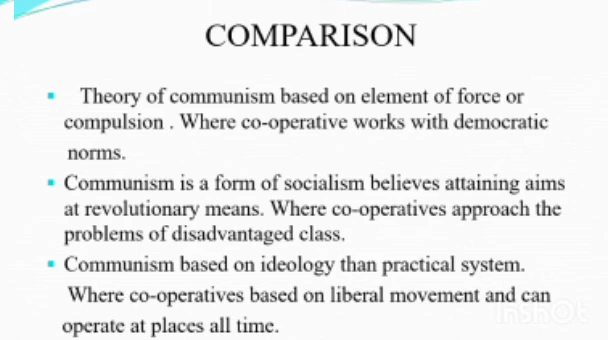 COMPARISON
▪ Theory of communism based on element of force or
compulsion . Where co-operative works with democratic
norms.
▪ Communism is a form of socialism believes attaining aims
at revolutionary means. Where co-operatives approach the
problems of disadvantaged class.
▪ Communism based on ideology than practical system.
Where co-operatives based on liberal movement and can
operate at places all time.
InShOt